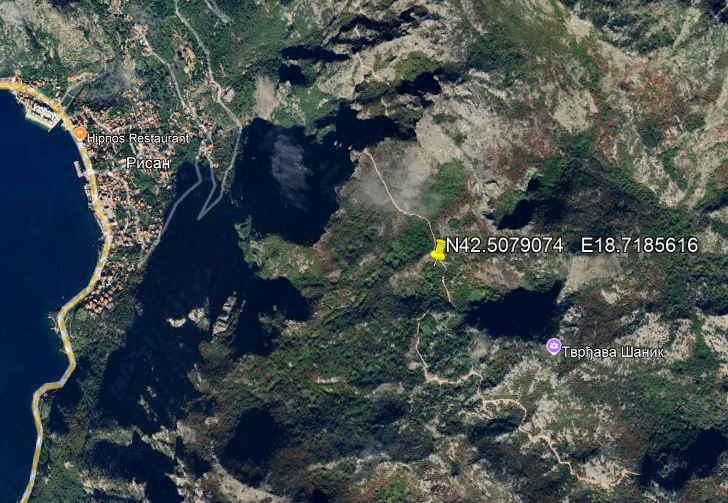 Hipnos Restaurant
Рисан
N42.5079074 E18.7185616
Тврђава Шаник